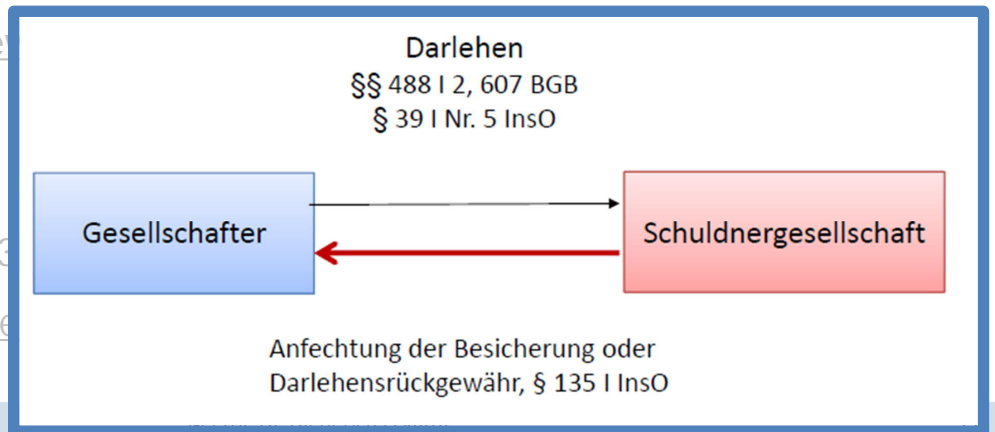 Darlehen
§§ 488 I 2, 607 BGB
§ 39 I Nr. 5 InsO
Gesellschafter
Schuldnergesellschaft
Anfechtung der Besicherung oder
Darlehensrückgewähr, § 135 I InsO